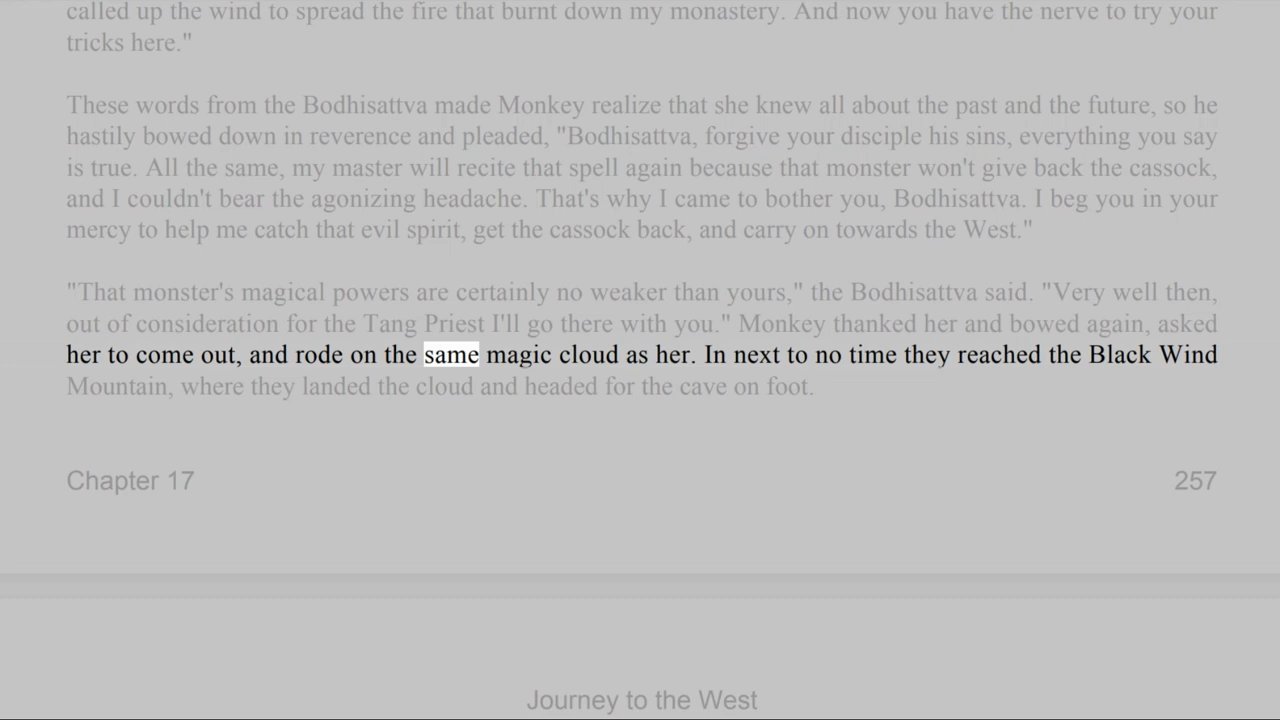 called up the wind to spread the fire that burnt down my monastery. And now you have the nerve to try your
tricks here."
These words from the Bodhisattva made Monkey realize that she knew all about the past and the future, so he
hastily bowed down in reverence and pleaded, "Bodhisattva, forgive your disciple his sins, everything you say
is true. All the same, my master will recite that spell again because that monster won't give back the cassock,
and I couldn't bear the agonizing headache. That's why I came to bother you, Bodhisattva. I beg you in your
mercy to help me catch that evil spirit, get the cassock back, and carry on towards the West."
"That monster's magical powers are certainly no weaker than yours," the Bodhisattva said. "Very well then,
out of consideration for the Tang Priest I'll go there with you." Monkey thanked her and bowed again, asked
her to come out, and rode on the same magic cloud as her. In next to no time they reached the Black Wind
Mountain, where they landed the cloud and headed for the cave on foot.
Chapter 17 257
Journey to the West